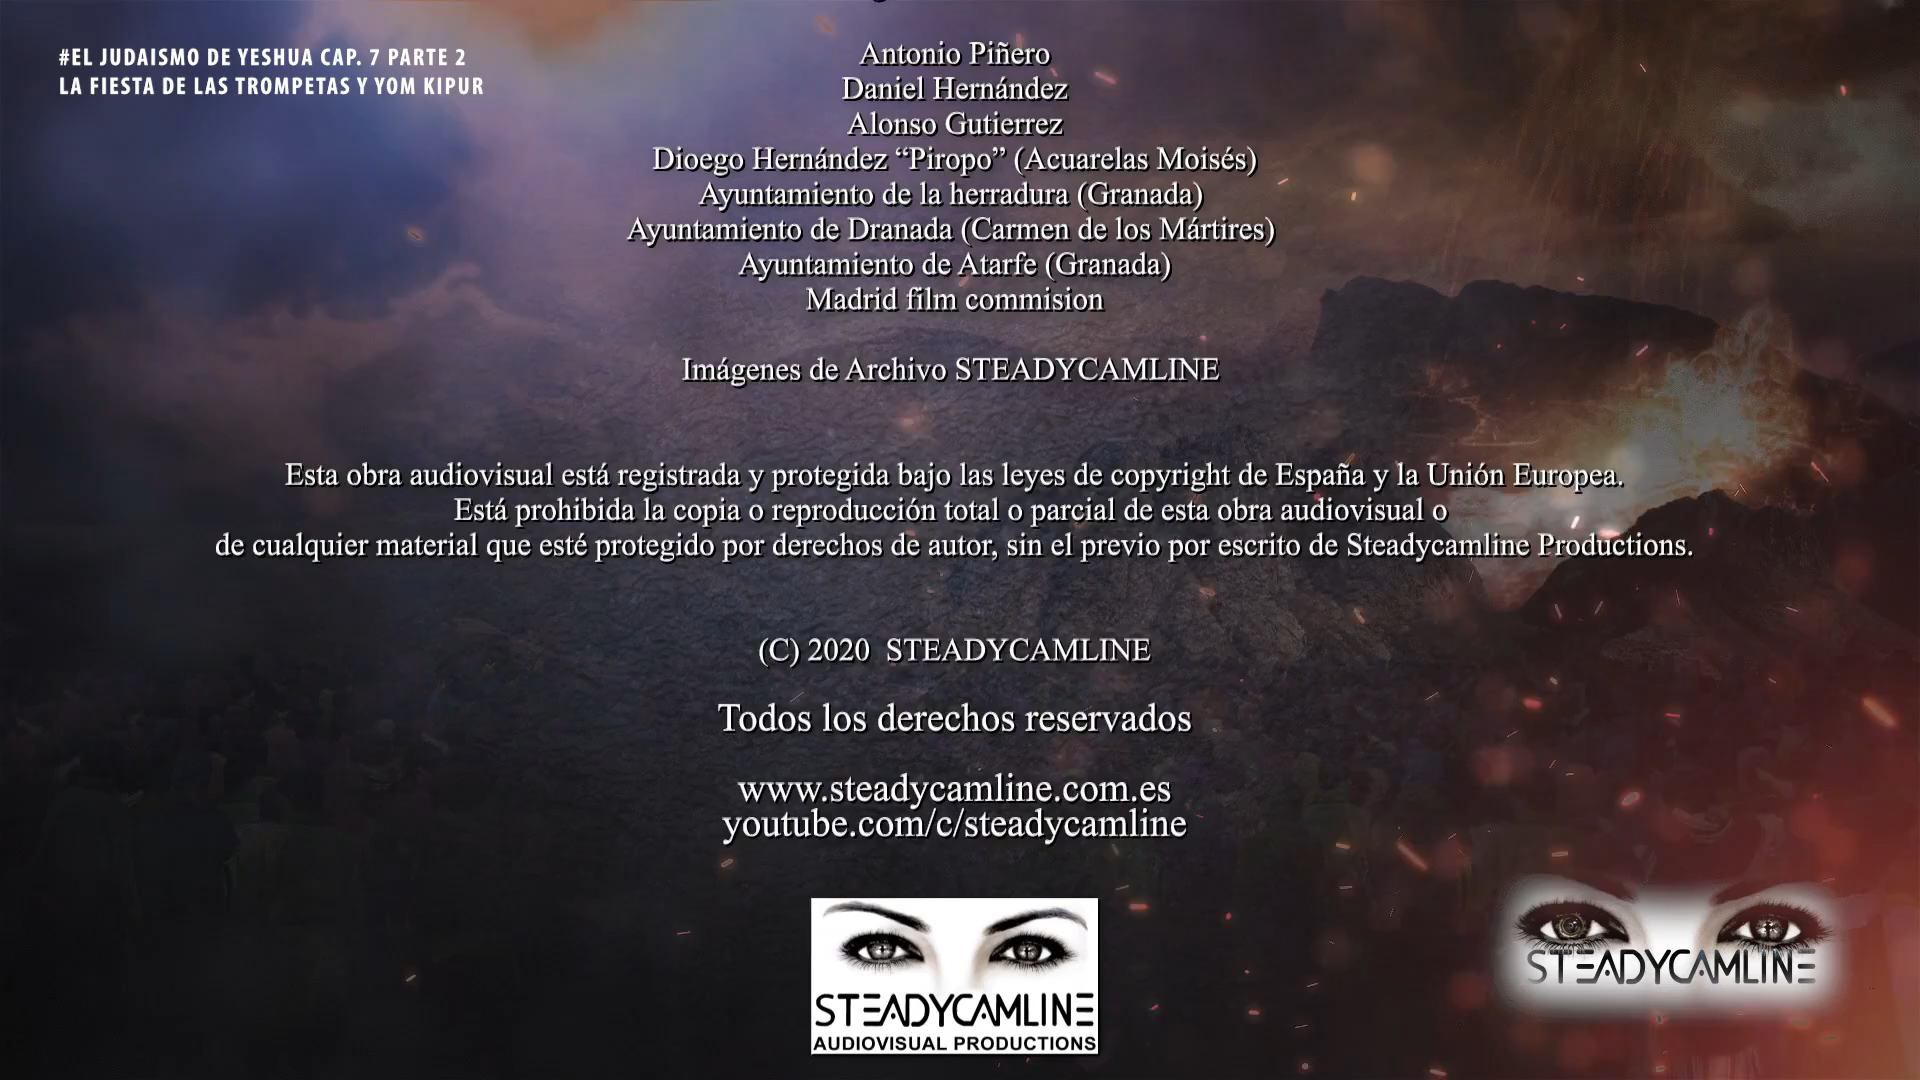 #EL JUDAISMO DE YESHUA CAP. 7 PARTE 2
LA FIESTA DE LAS TROMPETAS Y YOM KIPUR
Antonio Piñero
Daniel Hernández
Alonso Gutierrez
Dioego Hernández “Piropo” (Acuarelas Moisés)
Ayuntamiento de la herradura (Granada)
Ayuntamiento de Dranada (Carmen de los Mártires)
Ayuntamiento de Atarfe (Granada)
Madrid film commision
Imágenes de Archivo STEADYCAMLINE
Esta obra audiovisual está registrada y protegida bajo las leyes de copyright de España y la Unión Europea.
Está prohibida la copia o reproducción total o parcial de esta obra audiovisual o
de cualquier material que esté protegido por derechos de autor, sin el previo por escrito de Steadycamline Productions.
(C) 2020 STEADYCAMLINE
Todos los derechos reservados
www.steadycamline.com.es
youtube.com/c/steadycamline
STEADYCAMLINE
AUDIOVISUAL PRODUCTIONS
STEADYCAMLINE